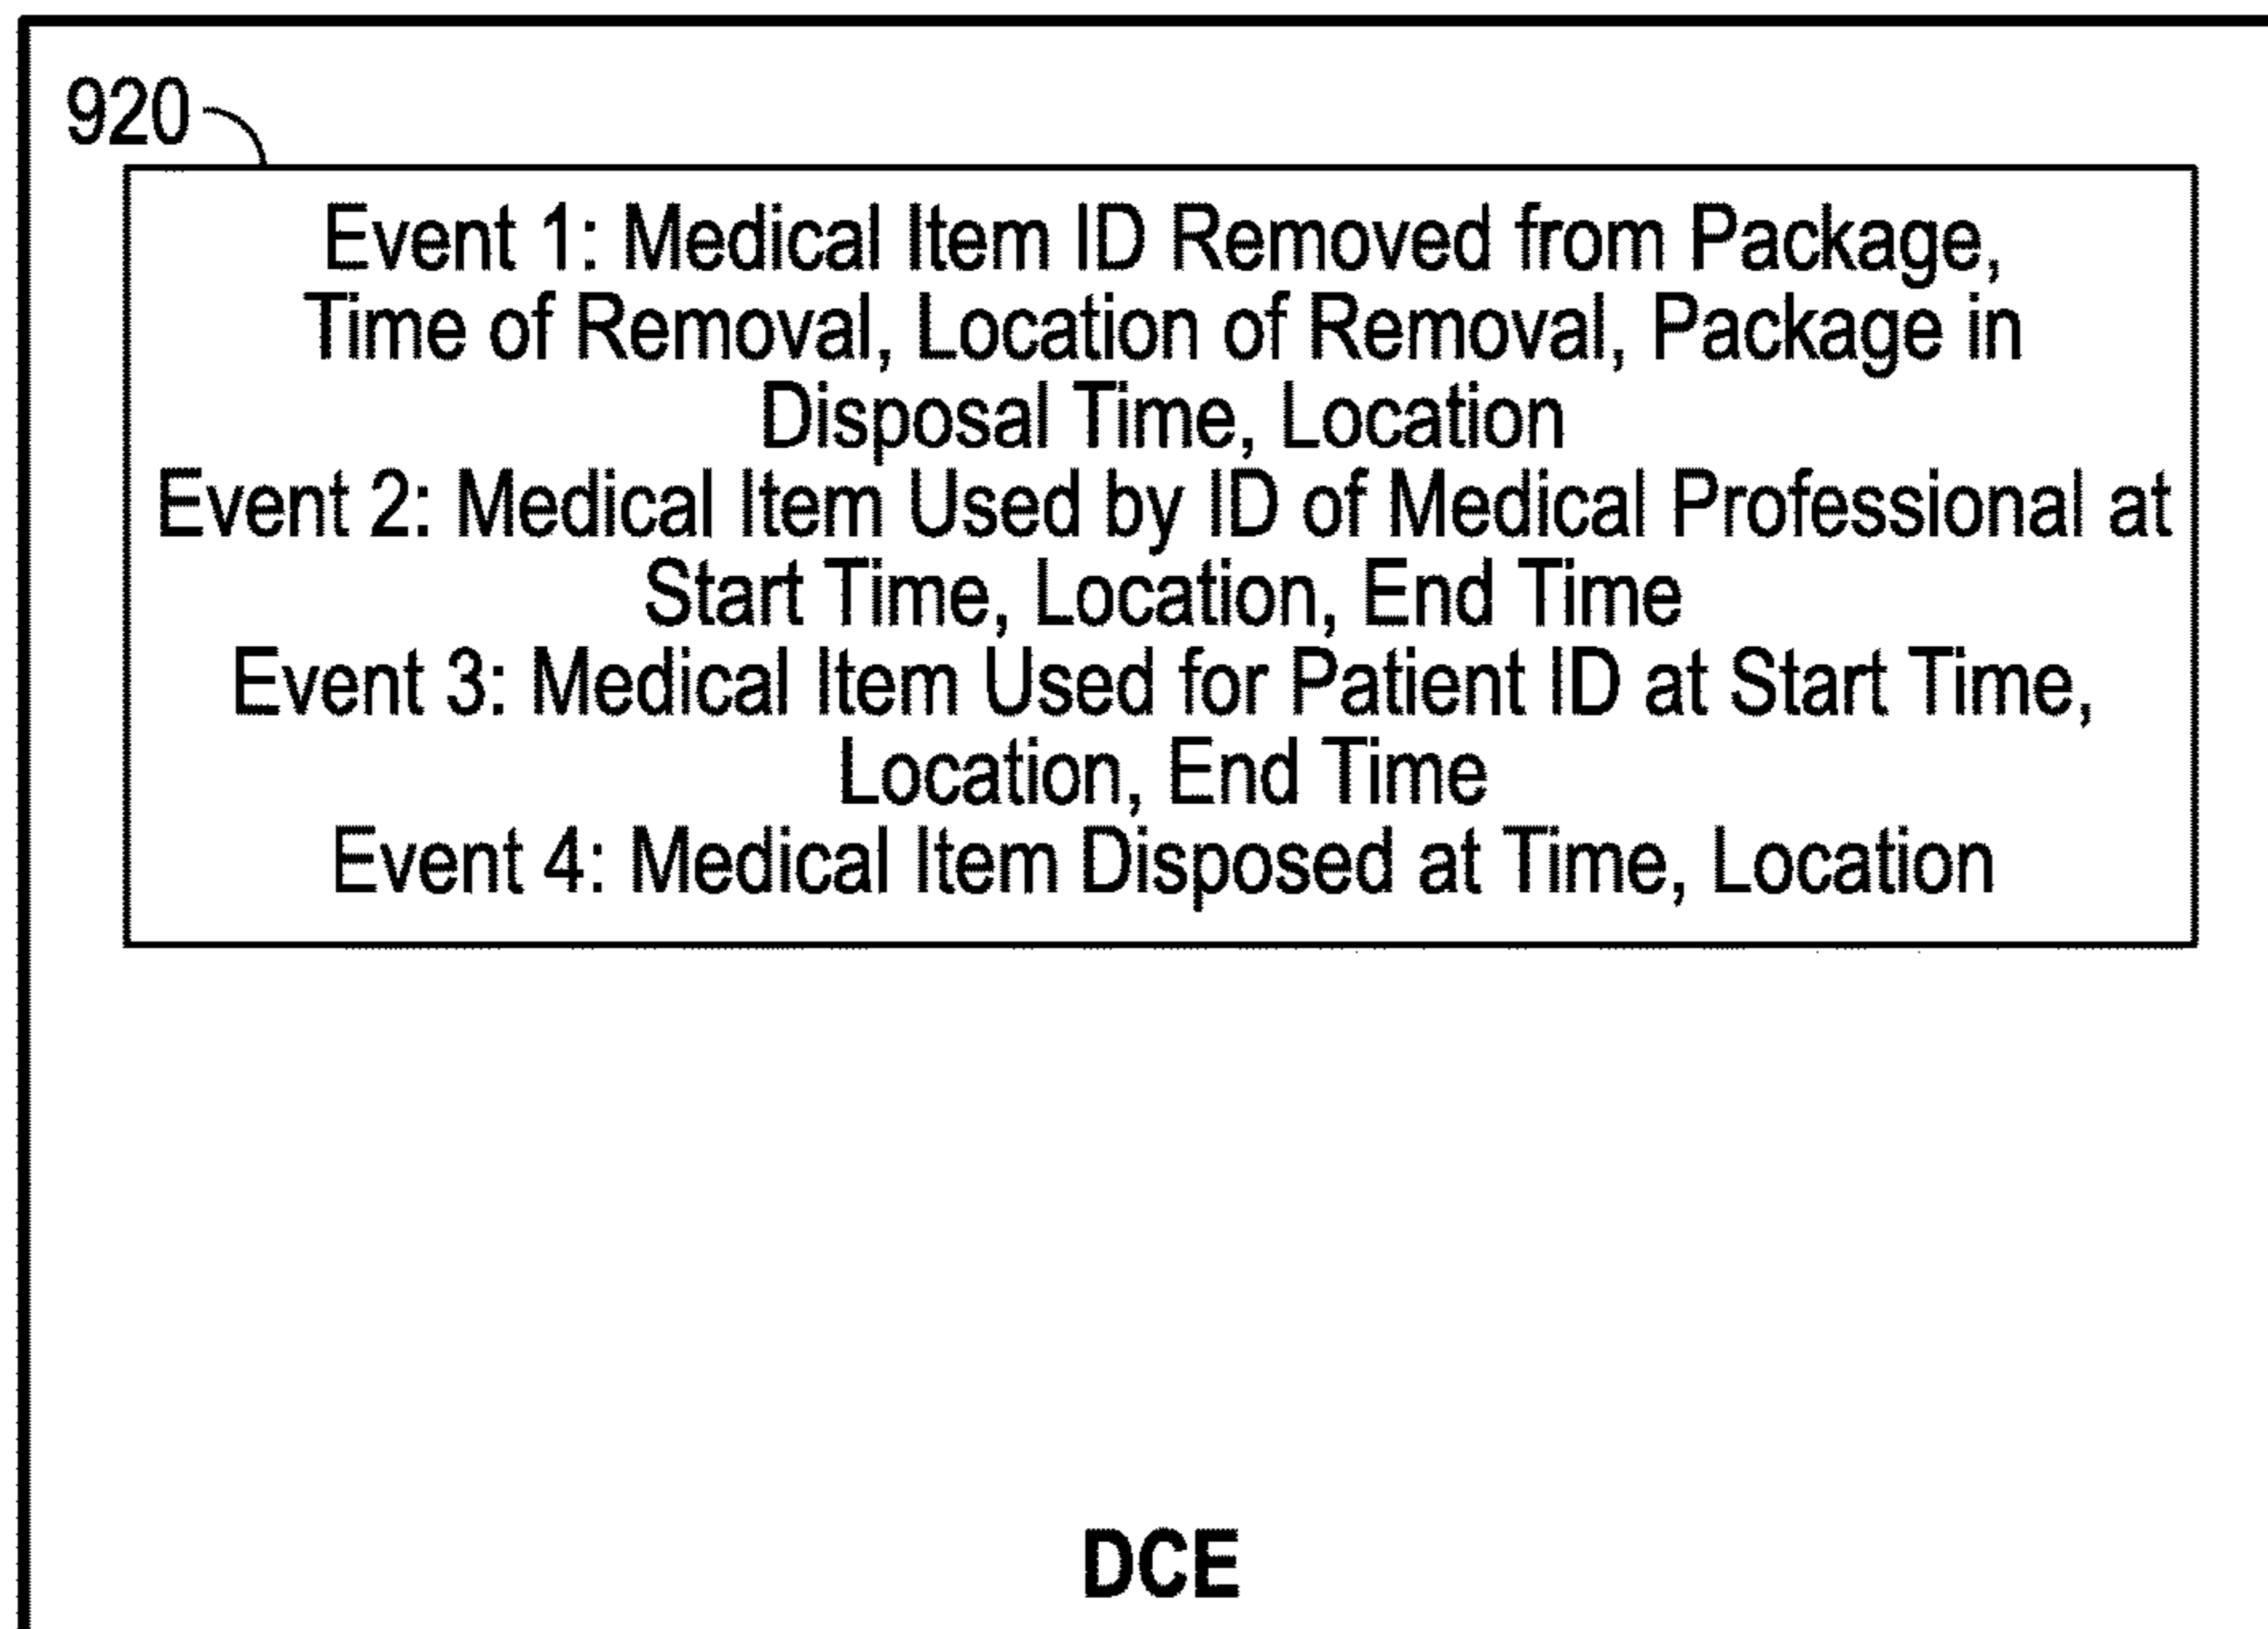 920
Event 1: Medical Item ID Removed from Package,
Time of Removal, Location of Removal, Package in
Disposal Time, Location
Event 2: Medical Item Used by ID of Medical Professional at
Start Time, Location, End Time
Event 3: Medical Item Used for Patient ID at Start Time,
Location, End Time
Event 4: Medical Item Disposed at Time, Location
DCE